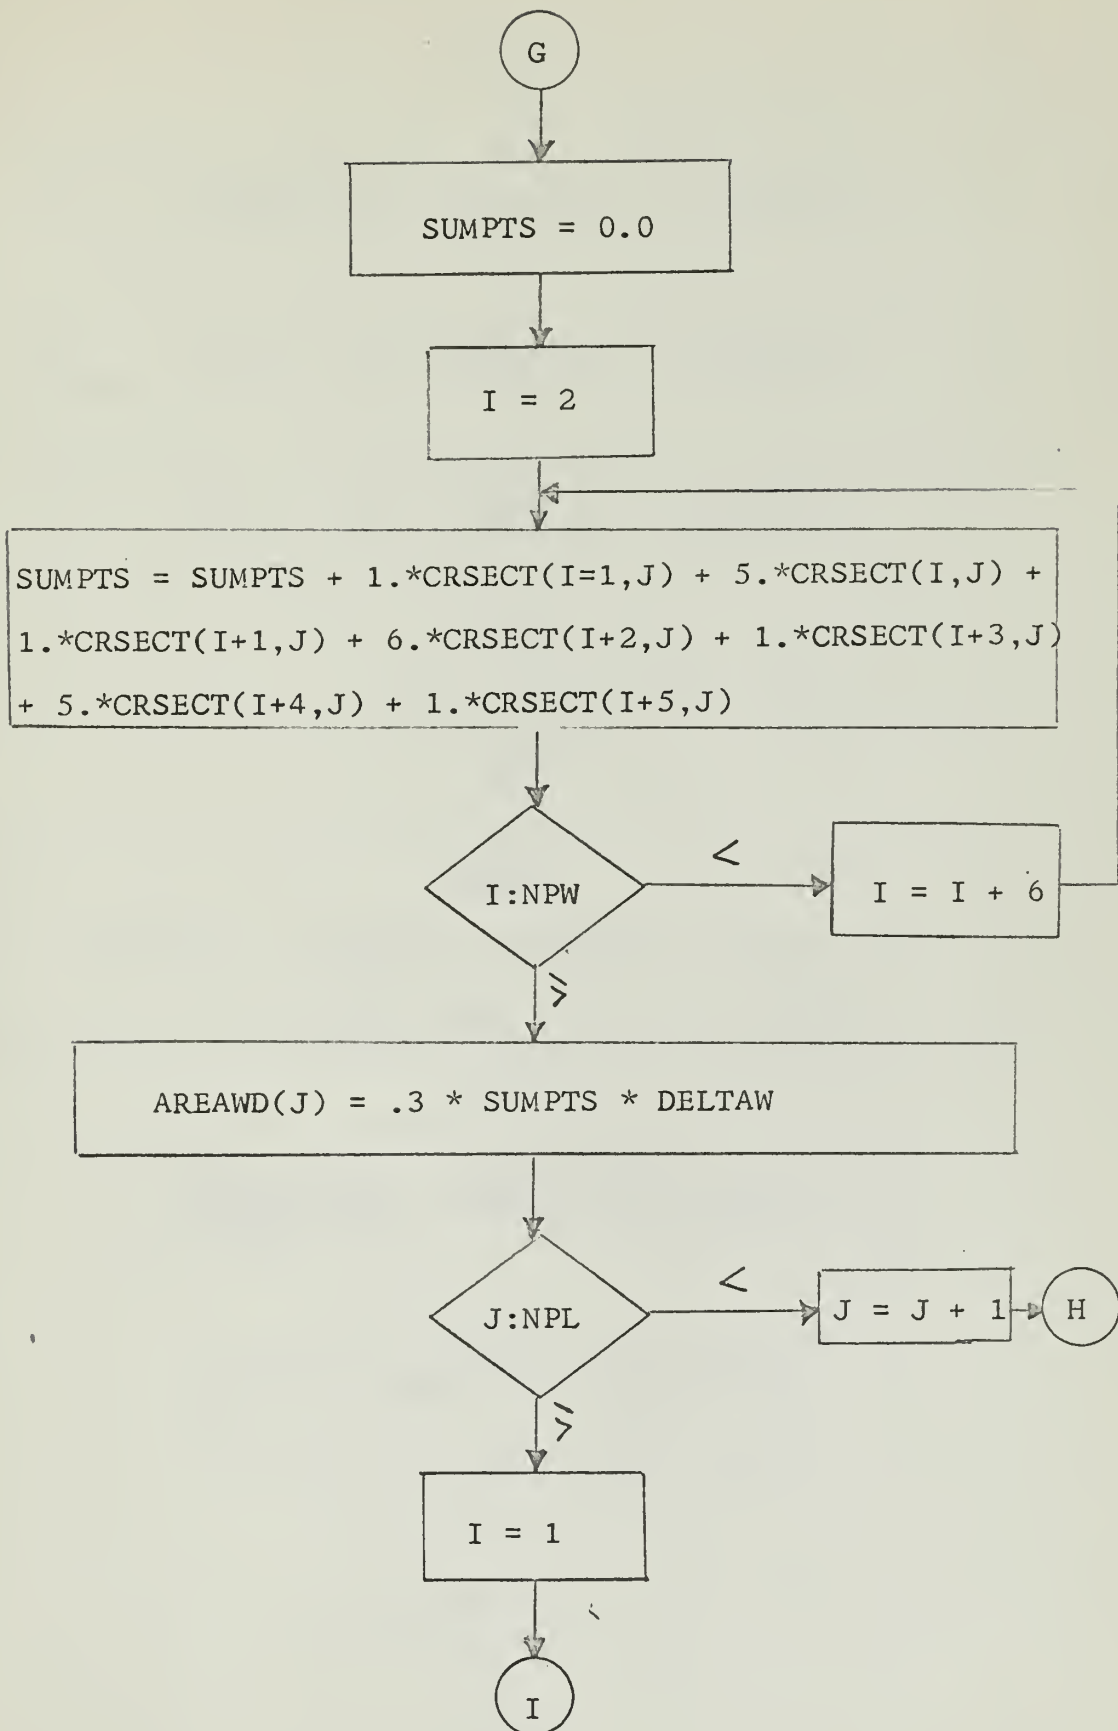 G
SUMPTS = 0.0
I = 2
SUMPTS = SUMPTS + 1.*CRSECT(I=1,J) + 5.*CRSECT(I,J) +
1.*CRSECT(I+1,J) + 6.*CRSECT(I+2,J) + 1.*CRSECT(I+3,J)
+ 5.*CRSECT(I+4,J) + 1.*CRSECT(I+5,J)
I:NPW
<
I = I + 6
⩾
AREAWD(J) = .3 * SUMPTS * DELTAW
J:NPL
<
J = J + 1
H
⩾
I = 1
I